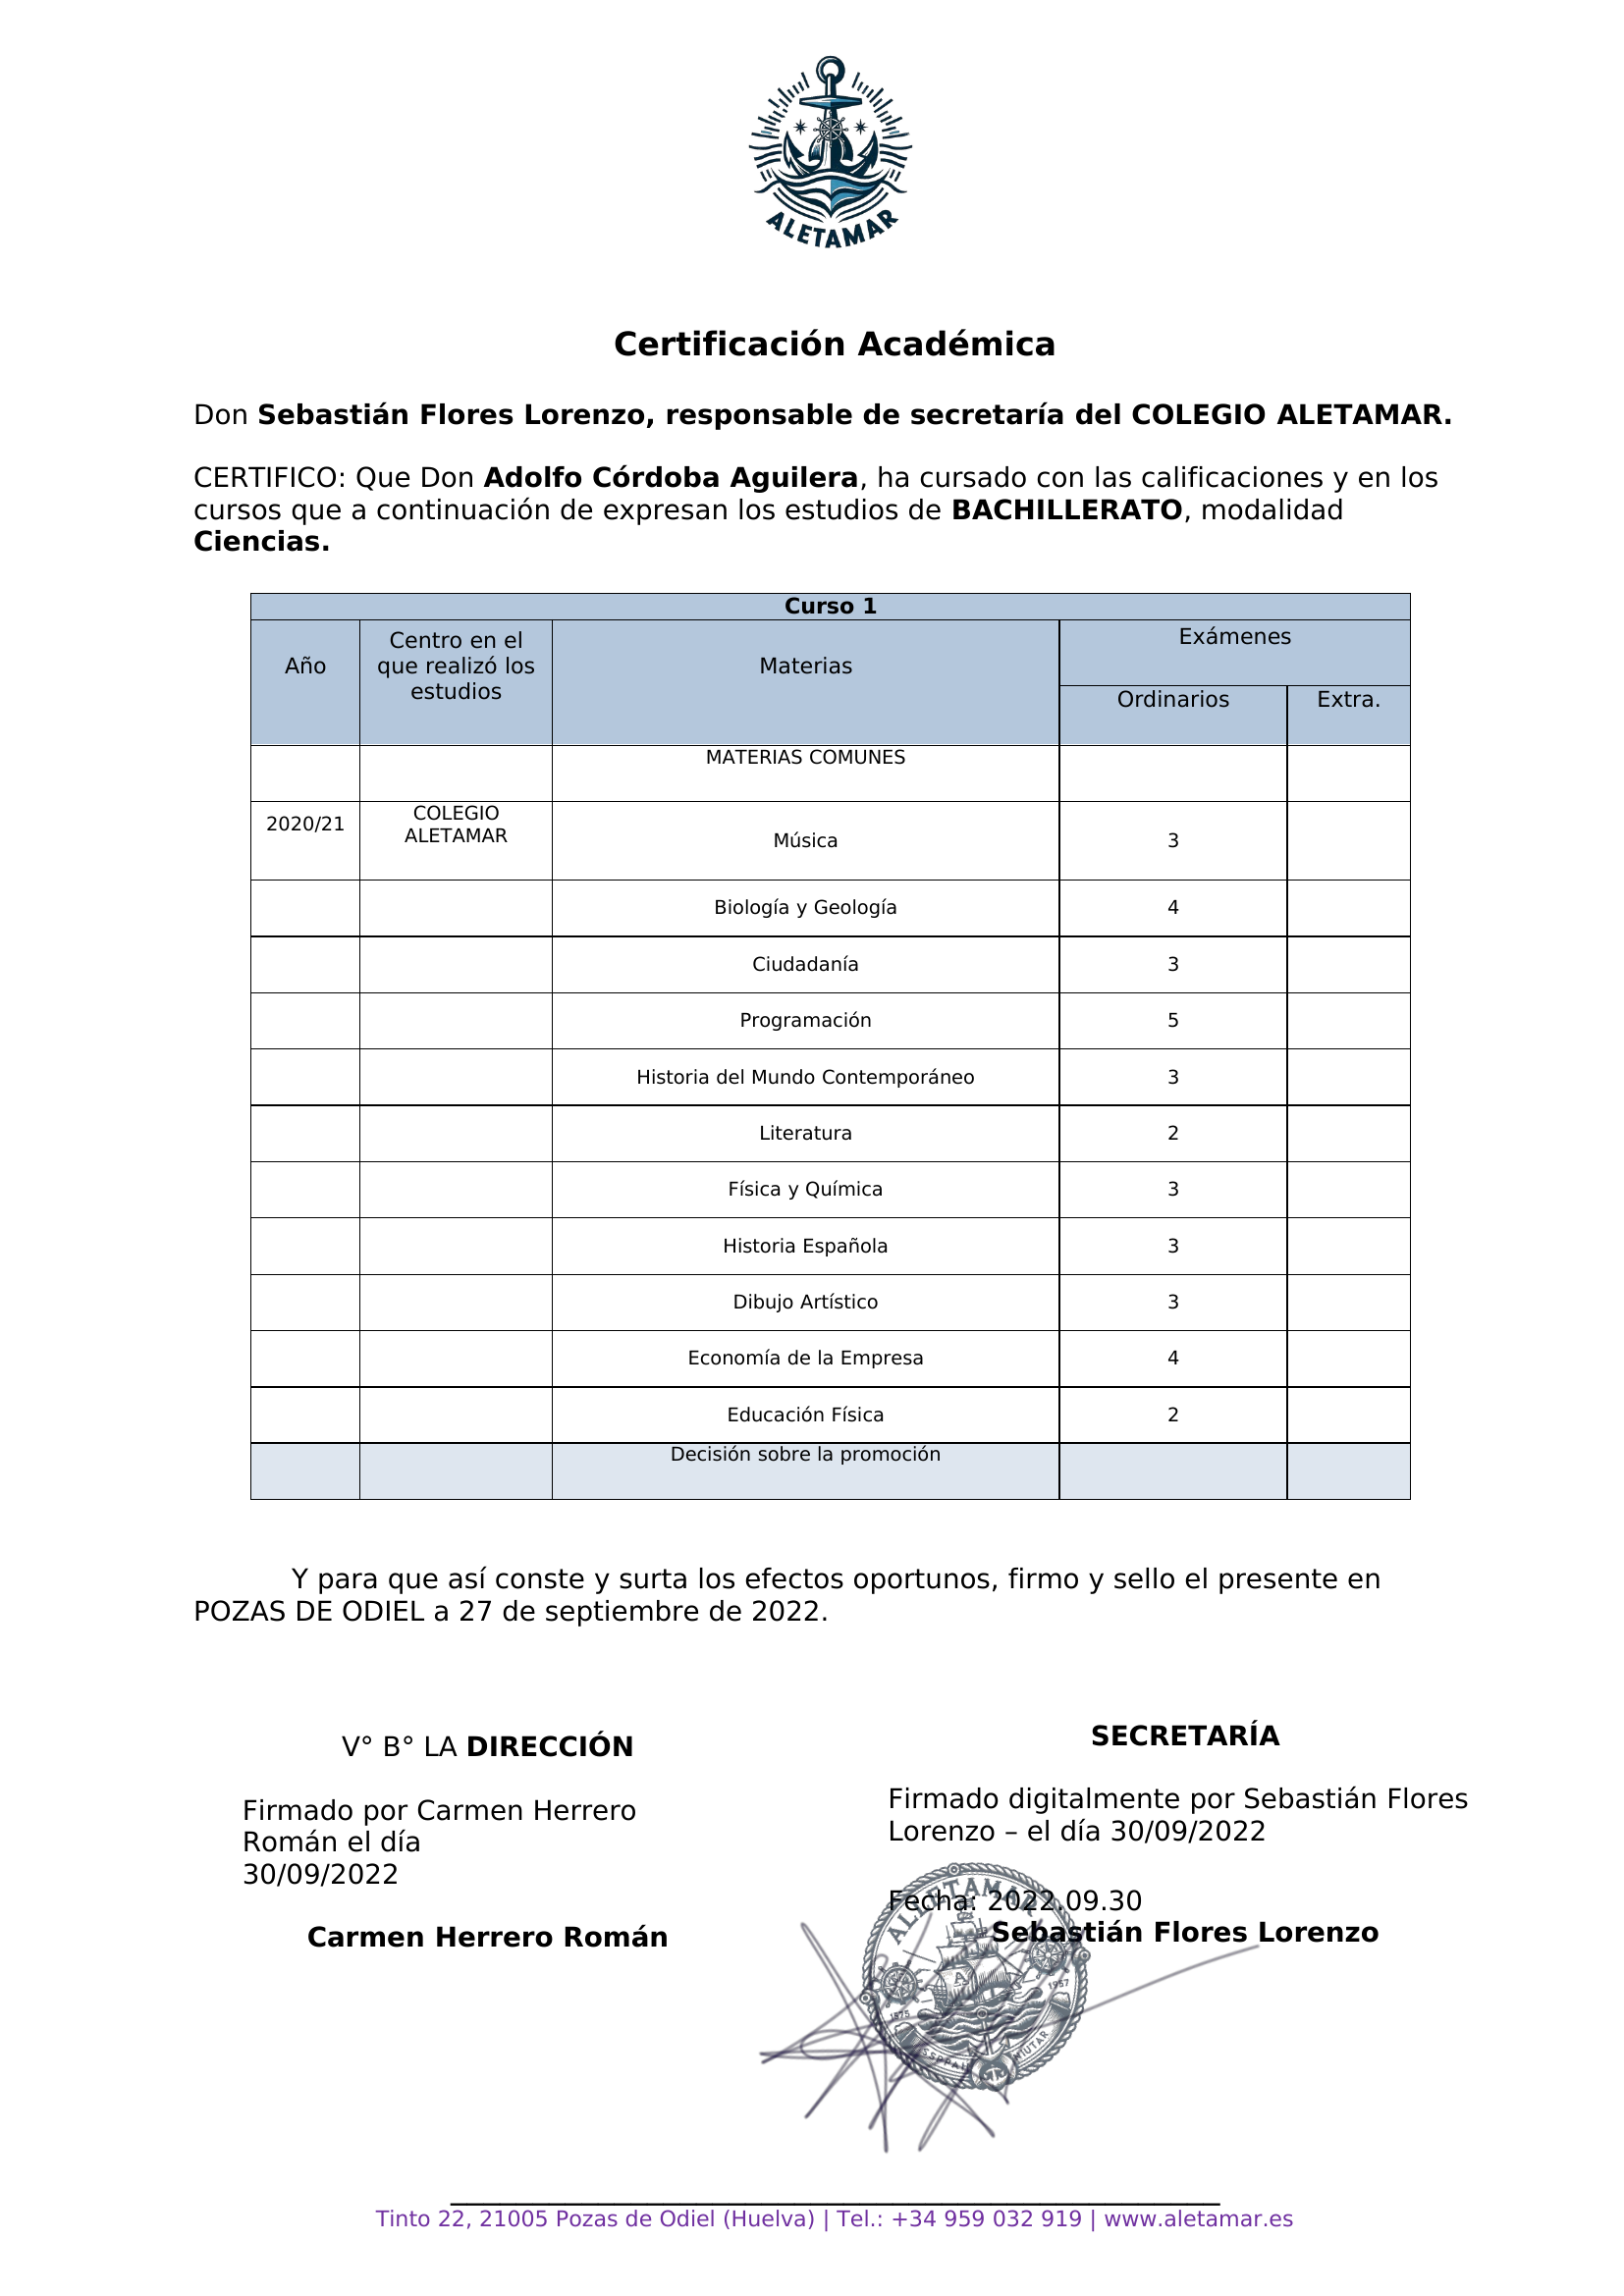 ALETAMAR
Certificación Académica
Don Sebastián Flores Lorenzo, responsable de secretaría del COLEGIO ALETAMAR.
CERTIFICO: Que Don Adolfo Córdoba Aguilera, ha cursado con las calificaciones y en los
cursos que a continuación de expresan los estudios de BACHILLERATO, modalidad
Ciencias.
Curso 1
Año
Centro en el
que realizó los
estudios
Materias
Exámenes
Ordinarios
Extra.
MATERIAS COMUNES
2020/21
COLEGIO
ALETAMAR
Música
3
Biología y Geología
4
Ciudadanía
3
Programación
5
Historia del Mundo Contemporáneo
3
Literatura
2
Física y Química
3
Historia Española
3
Dibujo Artístico
3
Economía de la Empresa
4
Educación Física
2
Decisión sobre la promoción
Y para que así conste y surta los efectos oportunos, firmo y sello el presente en
POZAS DE ODIEL a 27 de septiembre de 2022.
V° B° LA DIRECCIÓN
Firmado por Carmen Herrero
Román el día
30/09/2022
Carmen Herrero Román
SECRETARÍA
Firmado digitalmente por Sebastián Flores
Lorenzo – el día 30/09/2022
Fecha: 2022.09.30
Sebastián Flores Lorenzo
ALLETAMAR
A
1957
Tinto 22, 21005 Pozas de Odiel (Huelva) | Tel.: +34 959 032 919 | www.aletamar.es